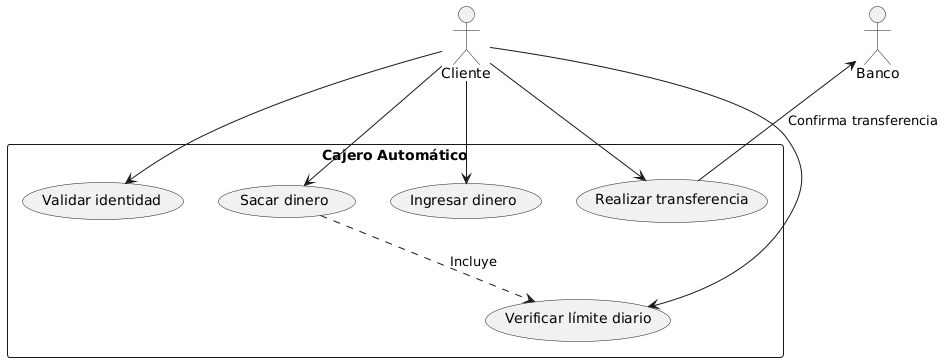 Cliente
Banco
Confirma transferencia
Cajero Automático
Validar identidad
Sacar dinero
Ingresar dinero
Realizar transferencia
Incluye
Verificar límite diario